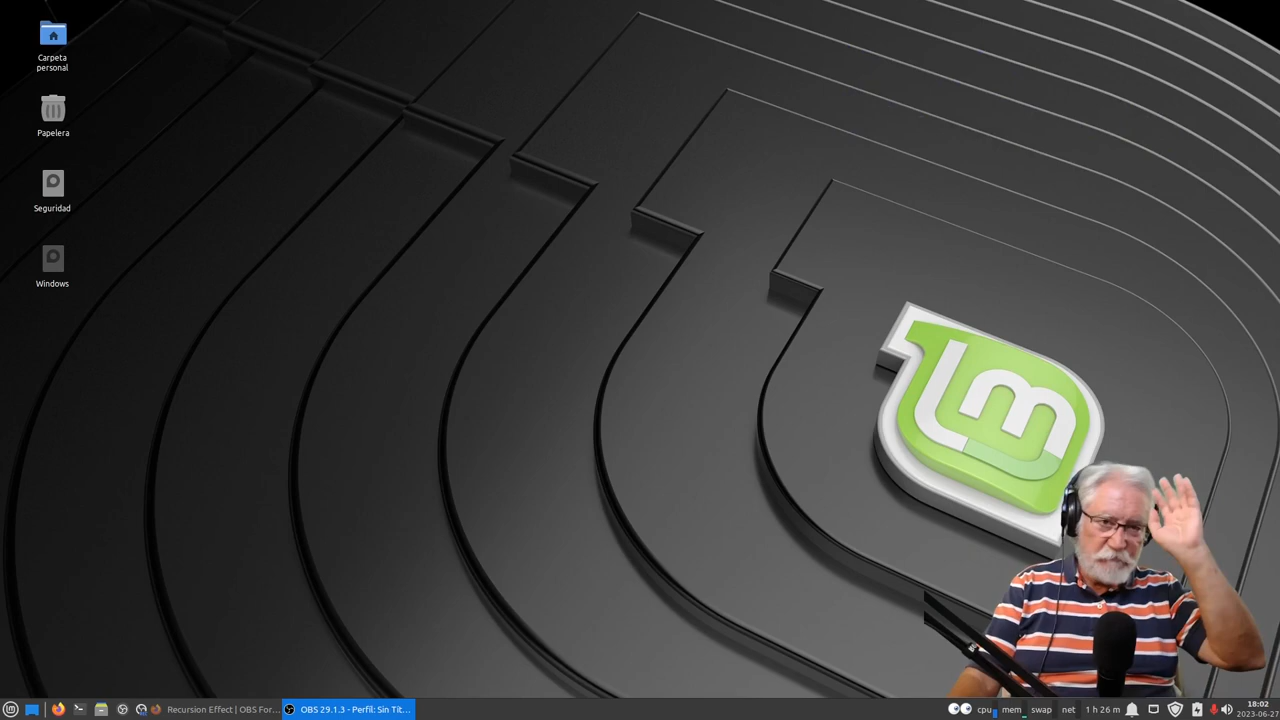 Carpeta
personal
Papelera
Seguridad
Windows
lm
Recursion Effect | OBS For...
OBS 29.1.3 - Perfil: Sin Tít...
cpu
mem
swap
net
1 h 26 m
18:02
2023-06-27